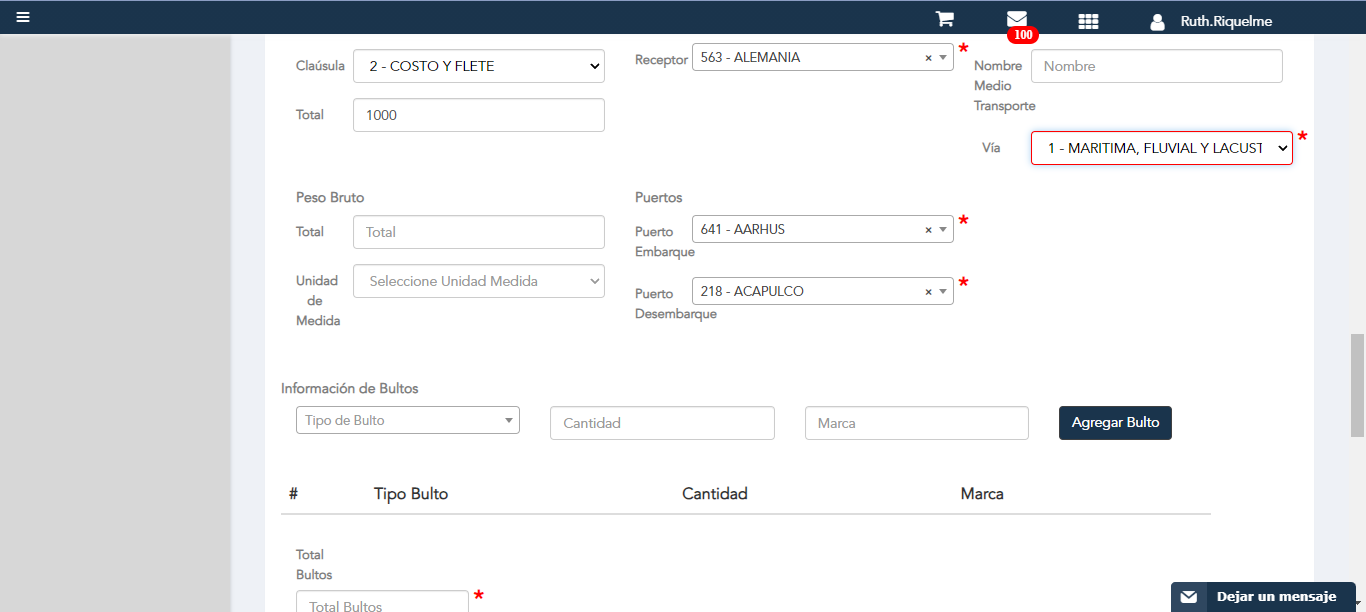 Ruth.Riquelme
100
Claúsula
2 - COSTO Y FLETE
Total
1000
Receptor
563 - ALEMANIA
× *
Nombre
Medio
Transporte
Nombre
Vía
1 - MARITIMA, FLUVIAL Y LACUST
*
Peso Bruto
Total
Total
Unidad
de
Medida
Seleccione Unidad Medida
Puertos
Puerto
Embarque
641 - AARHUS
× *
Puerto
Desembarque
218 - ACAPULCO
× *
Información de Bultos
Tipo de Bulto
Cantidad
Marca
Agregar Bulto
# Tipo Bulto Cantidad Marca
Total
Bultos
Total Bultos
*
Dejar un mensaje